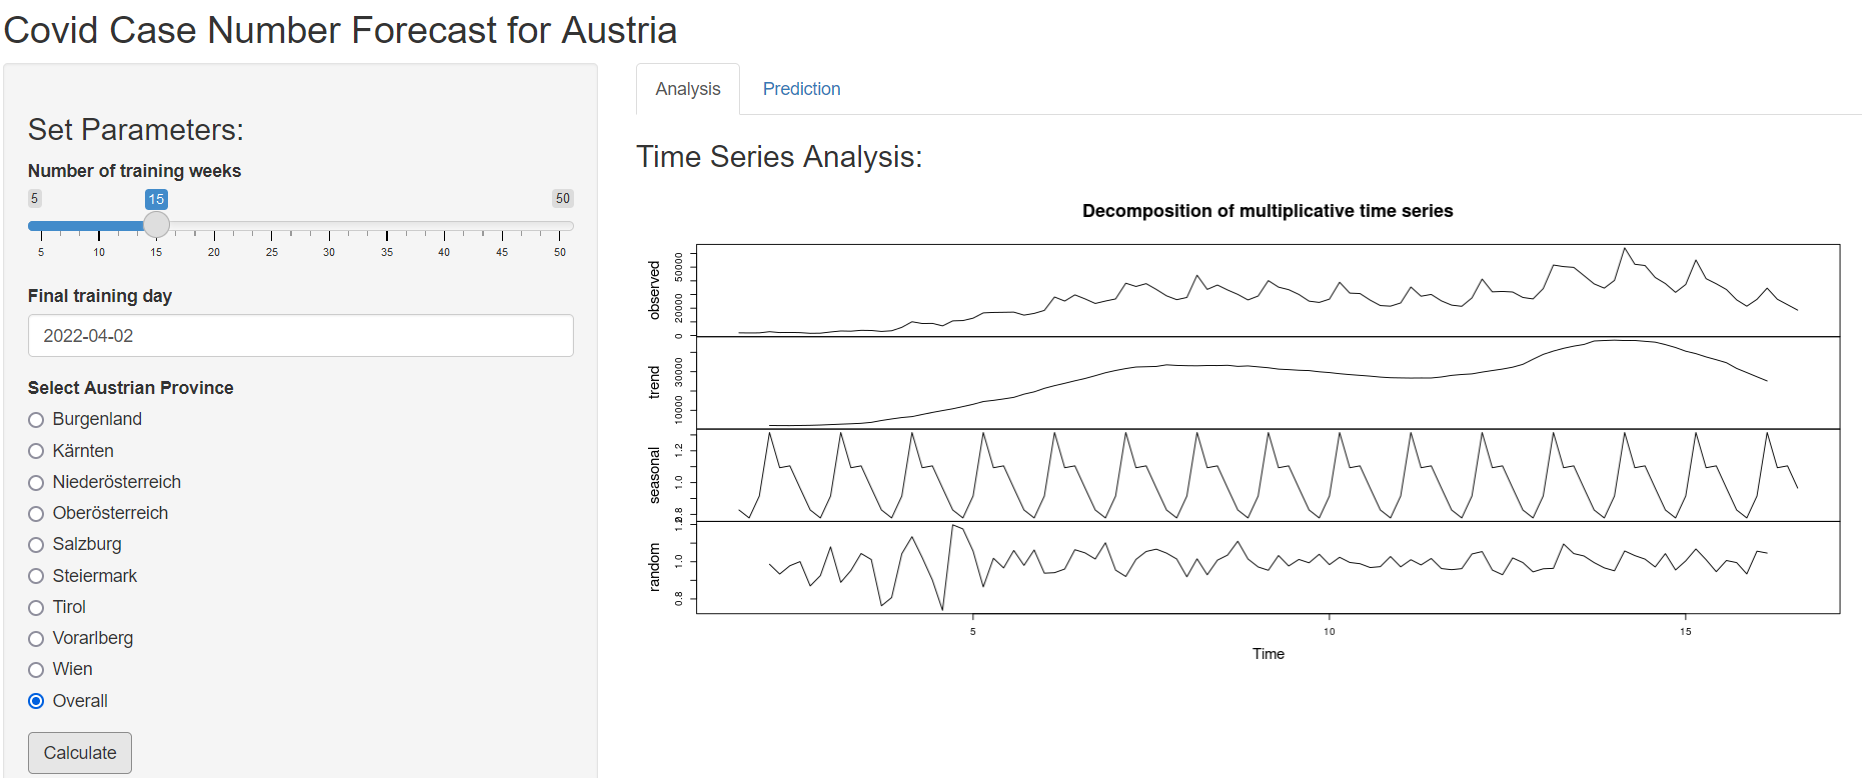 Covid Case Number Forecast for Austria
Analysis
Prediction
Set Parameters:
Number of training weeks
5
15
50
5 10 15 20 25 30 35 40 45 50
Final training day
2022-04-02
Select Austrian Province
Burgenland
Kärnten
Niederösterreich
Oberösterreich
Salzburg
Steiermark
Tirol
Vorarlberg
Wien
Overall
Calculate
Time Series Analysis:
Decomposition of multiplicative time series
observed
0 20000 50000
trend
10000 30000
seasonal
0.8 1.0 1.2
random
0.8 1.0 1.2
5 10 15
Time